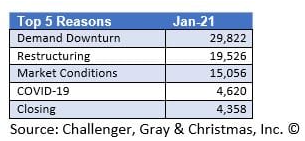 Top 5 Reasons Jan-21
Demand Downturn 29,822
Restructuring 19,526
Market Conditions 15,056
COVID-19 4,620
Closing 4,358
Source: Challenger, Gray & Christmas, Inc. ©